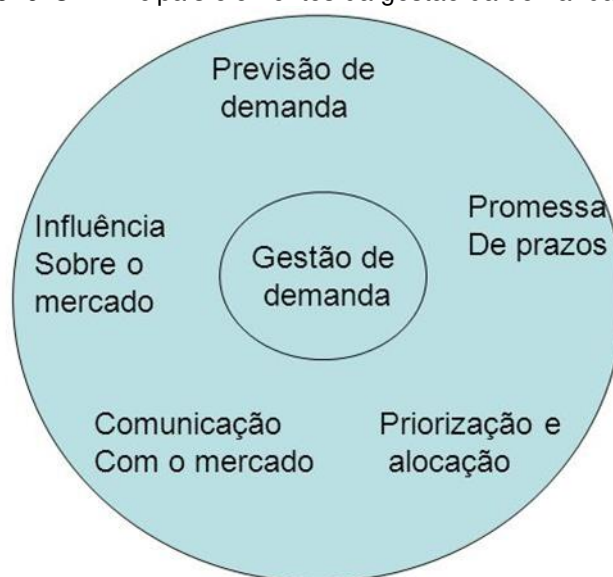 Previsão de
demanda
Influência
Sobre o
mercado
Gestão de
demanda
Promessa
De prazos
Comunicação
Com o mercado
Priorização e
alocação